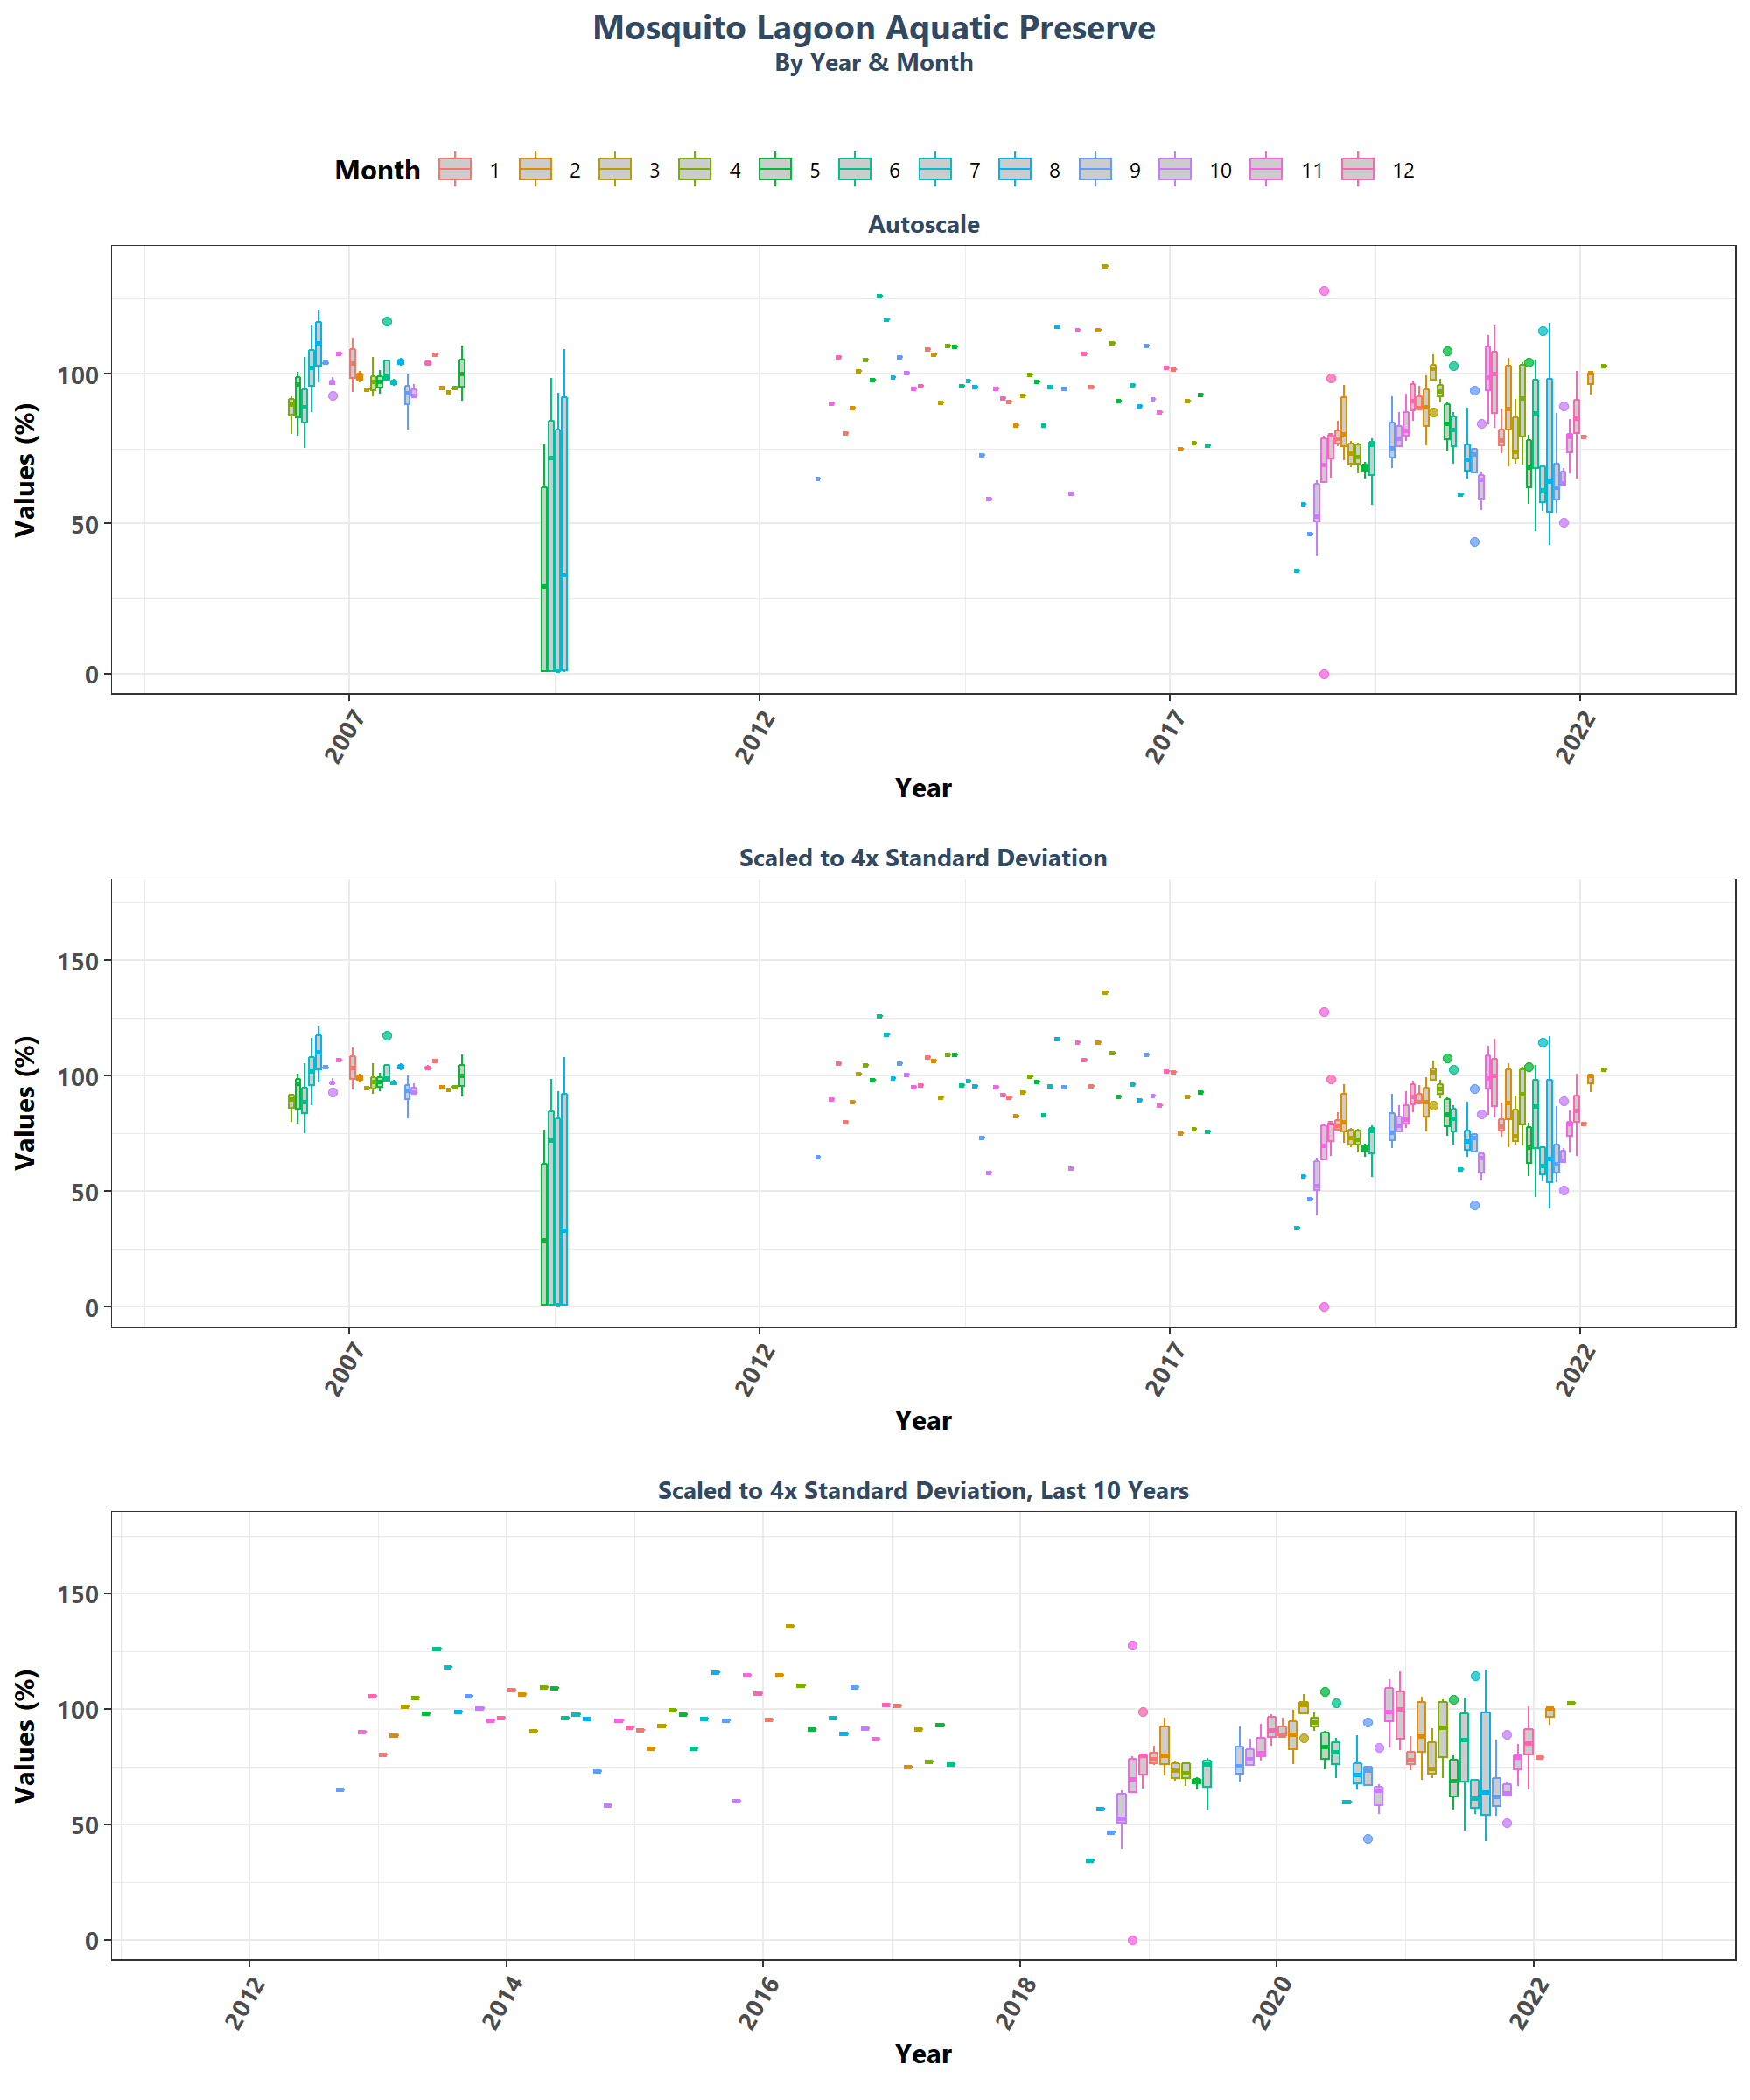 Mosquito Lagoon Aquatic Preserve
By Year & Month
Month 1 2 3 4 5 6 7 8 9 10 11 12
Autoscale
Values (%)
100
50
0
2007 2012 2017 2022
Year
Scaled to 4x Standard Deviation
Values (%)
150
100
50
0
2007 2012 2017 2022
Year
Scaled to 4x Standard Deviation, Last 10 Years
Values (%)
150
100
50
0
2012 2014 2016 2018 2020 2022
Year